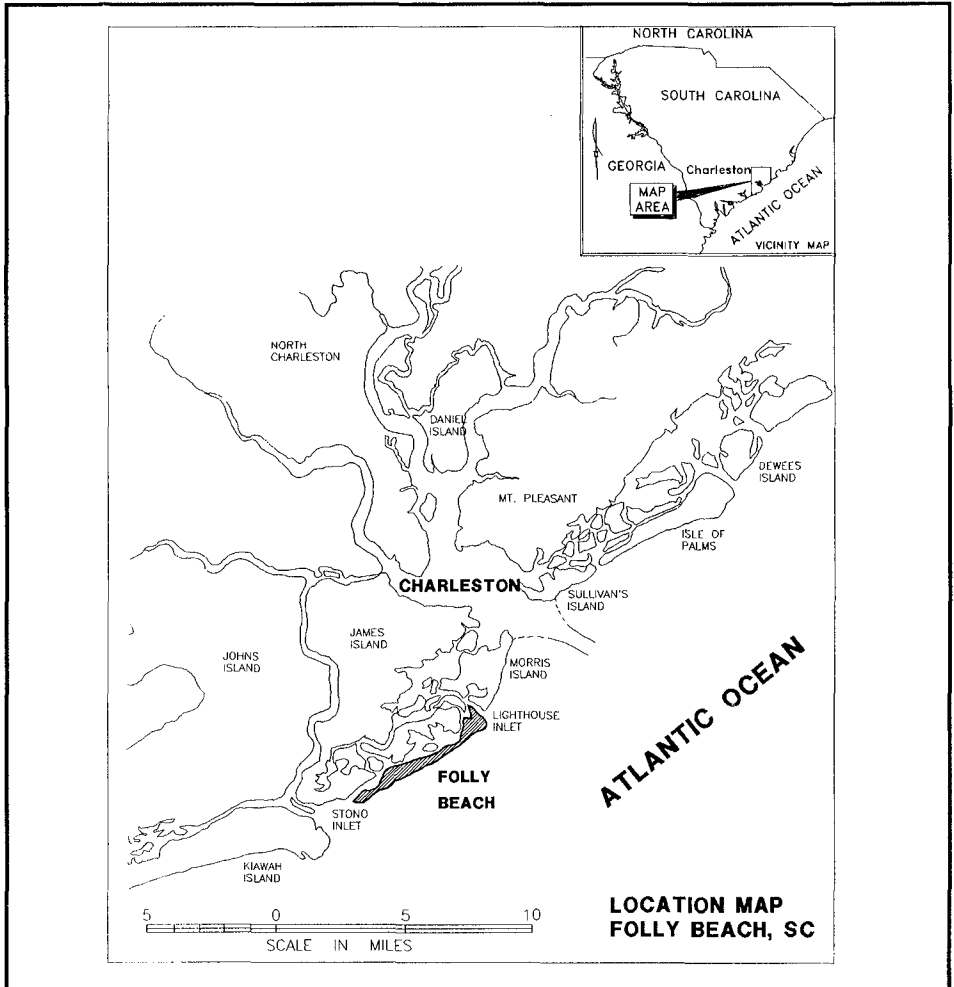 NORTH CAROLINA
SOUTH CAROLINA
GEORGIA
Charleston
MAP
AREA
ATLANTIC OCEAN
VICINITY MAP
NORTH
CHARLESTON
DANIEL
ISLAND
DEWEES
ISLAND
MT. PLEASANT
ISLE OF
PALMS
CHARLESTON
SULLIVAN'S
ISLAND
JAMES
ISLAND
JOHNS
ISLAND
MORRIS
ISLAND
ATLANTIC OCEAN
LIGHTHOUSE
INLET
FOLLY
BEACH
STONO
INLET
KIAWAH
ISLAND
5 0 5 10
SCALE IN MILES
LOCATION MAP
FOLLY BEACH, SC